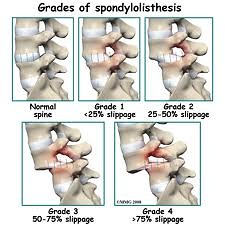 Grades of spondylolisthesis
Normal
spine
Grade 1
<25% slippage
Grade 2
25-50% slippage
Grade 3
50-75% slippage
©MMG 2008
Grade 4
>75% slippage